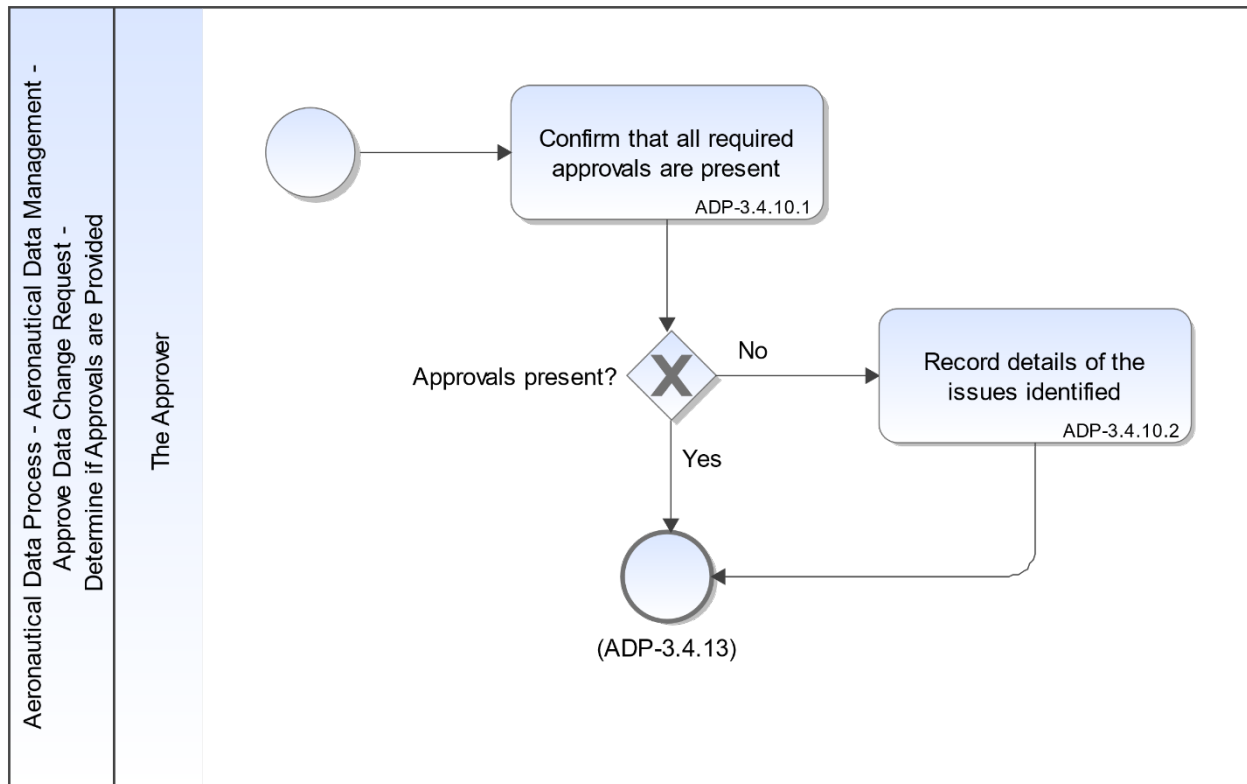 Aeronautical Data Process - Aeronautical Data Management -
Approve Data Change Request -
Determine if Approvals are Provided
The Approver
Confirm that all required
approvals are present
ADP-3.4.10.1
Approvals present?
X
No
Record details of the
issues identified
ADP-3.4.10.2
Yes
(ADP-3.4.13)